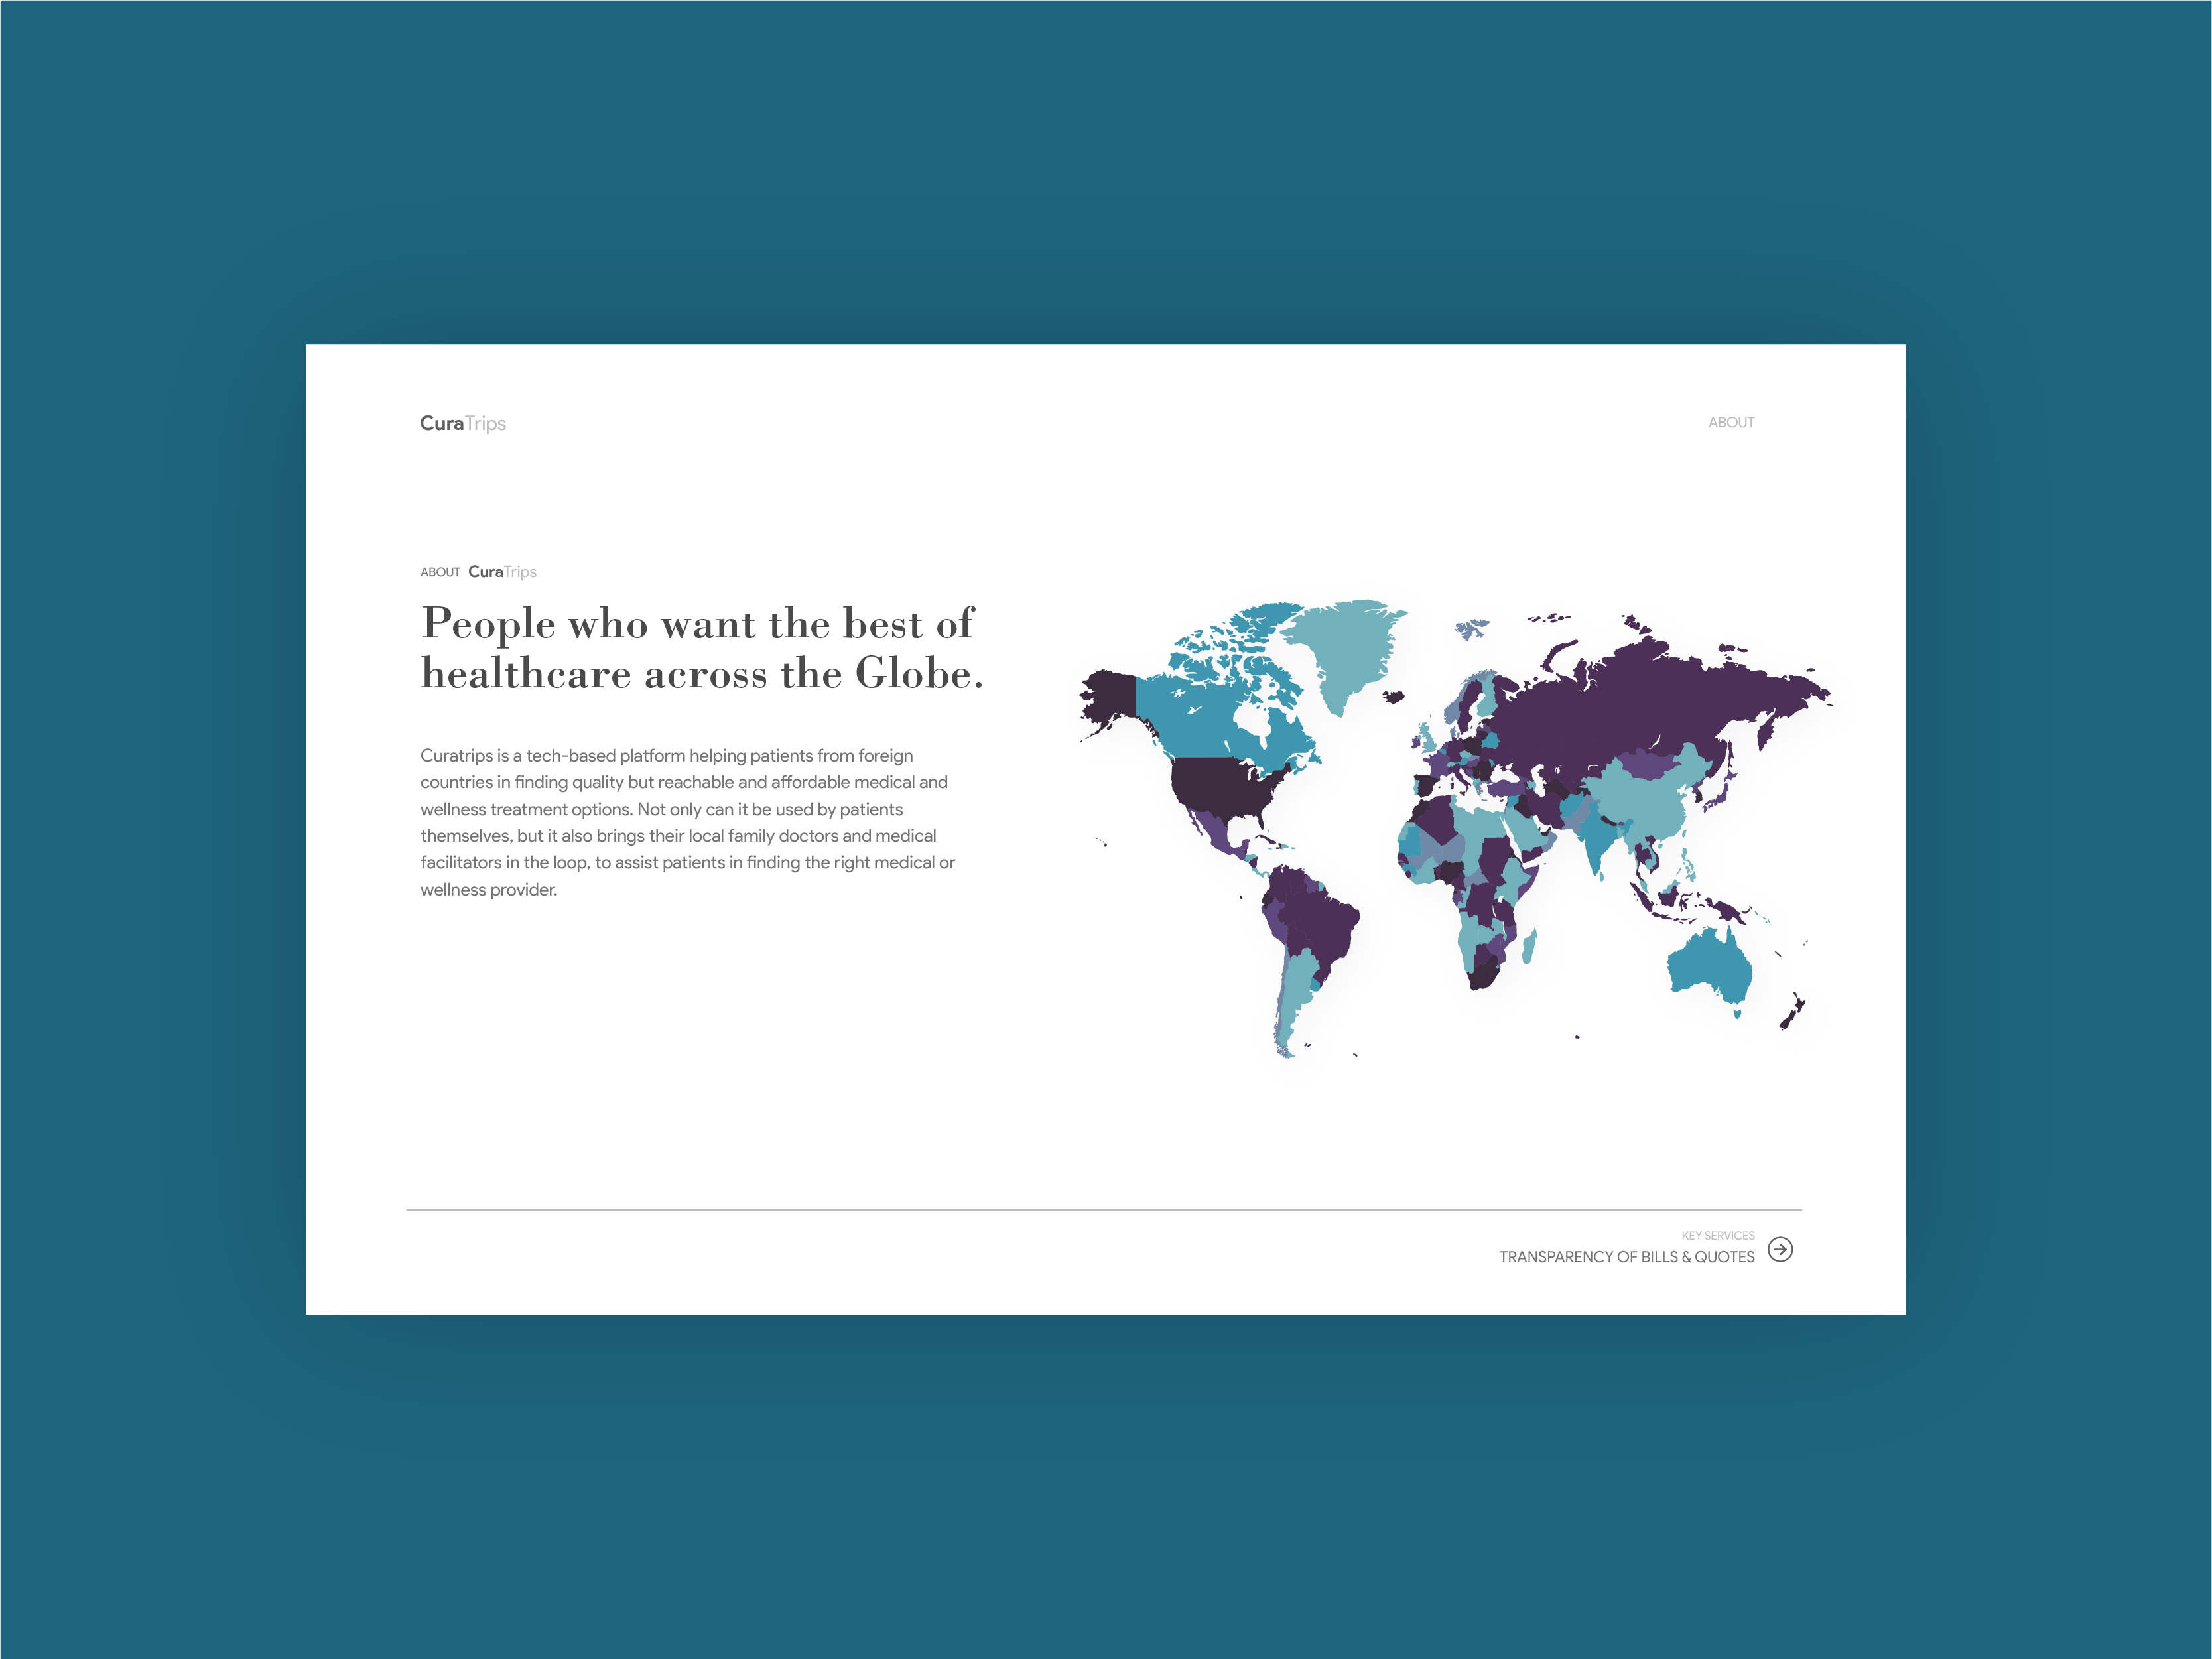 CuraTrips
ABOUT
ABOUT CuraTrips
People who want the best of
healthcare across the Globe.
Curatrips is a tech-based platform helping patients from foreign
countries in finding quality but reachable and affordable medical and
wellness treatment options. Not only can it be used by patients
themselves, but it also brings their local family doctors and medical
facilitators in the loop, to assist patients in finding the right medical or
wellness provider.
KEY SERVICES
TRANSPARENCY OF BILLS & QUOTES